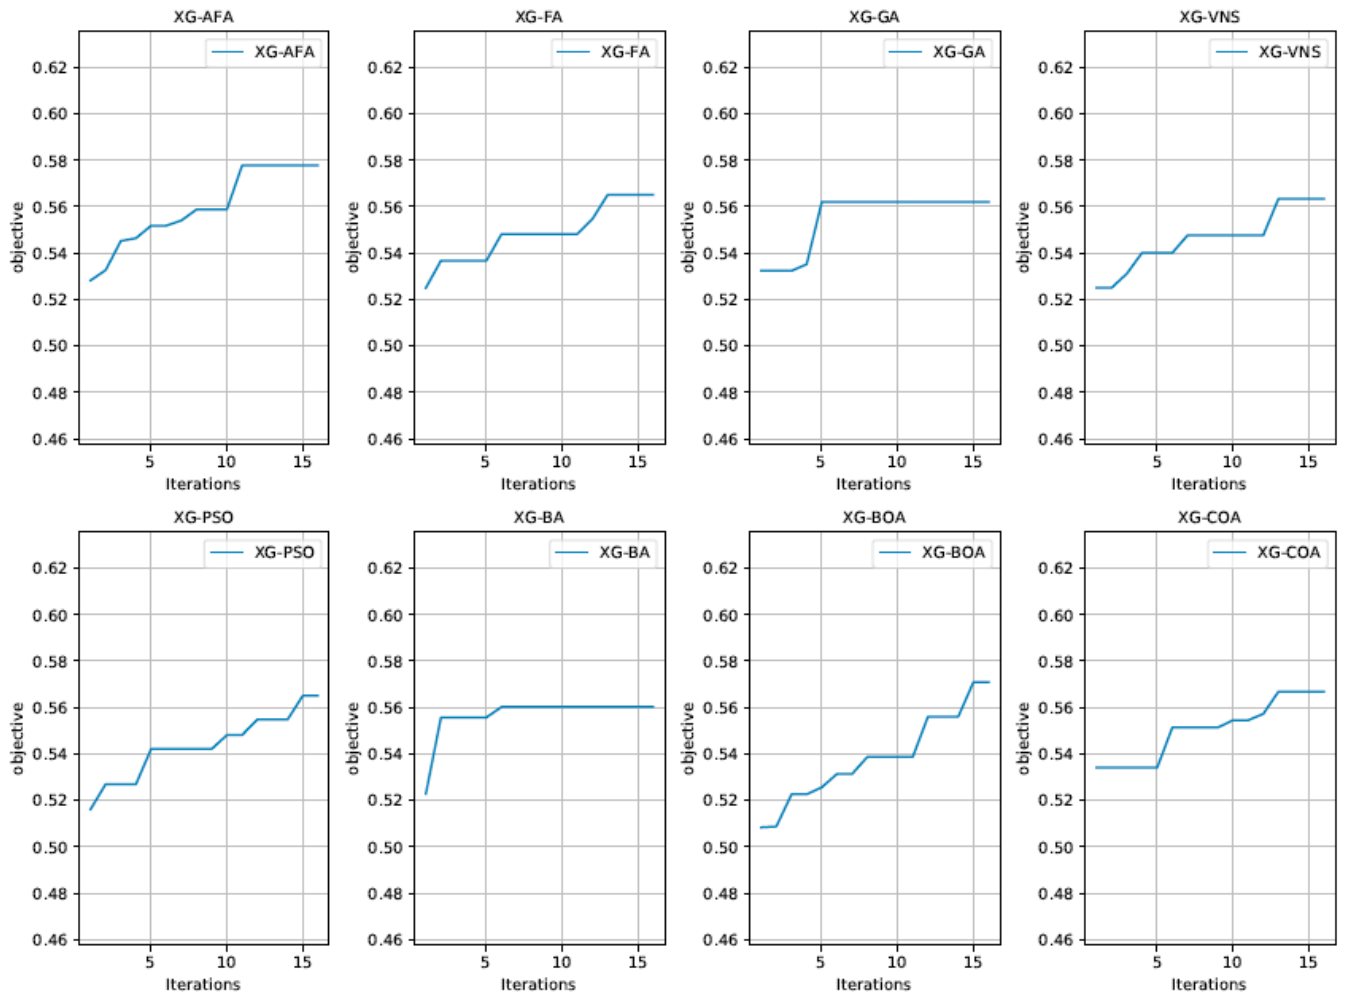 XG-AFA
XG-AFA
0.62
0.60
0.58
0.56
0.54
0.52
0.50
0.48
0.46
objective
5 10 15
Iterations
XG-FA
XG-FA
0.62
0.60
0.58
0.56
0.54
0.52
0.50
0.48
0.46
objective
5 10 15
Iterations
XG-GA
XG-GA
0.62
0.60
0.58
0.56
0.54
0.52
0.50
0.48
0.46
objective
5 10 15
Iterations
XG-VNS
XG-VNS
0.62
0.60
0.58
0.56
0.54
0.52
0.50
0.48
0.46
objective
5 10 15
Iterations
XG-PSO
XG-PSO
0.62
0.60
0.58
0.56
0.54
0.52
0.50
0.48
0.46
objective
5 10 15
Iterations
XG-BA
XG-BA
0.62
0.60
0.58
0.56
0.54
0.52
0.50
0.48
0.46
objective
5 10 15
Iterations
XG-BOA
XG-BOA
0.62
0.60
0.58
0.56
0.54
0.52
0.50
0.48
0.46
objective
5 10 15
Iterations
XG-COA
XG-COA
0.62
0.60
0.58
0.56
0.54
0.52
0.50
0.48
0.46
objective
5 10 15
Iterations